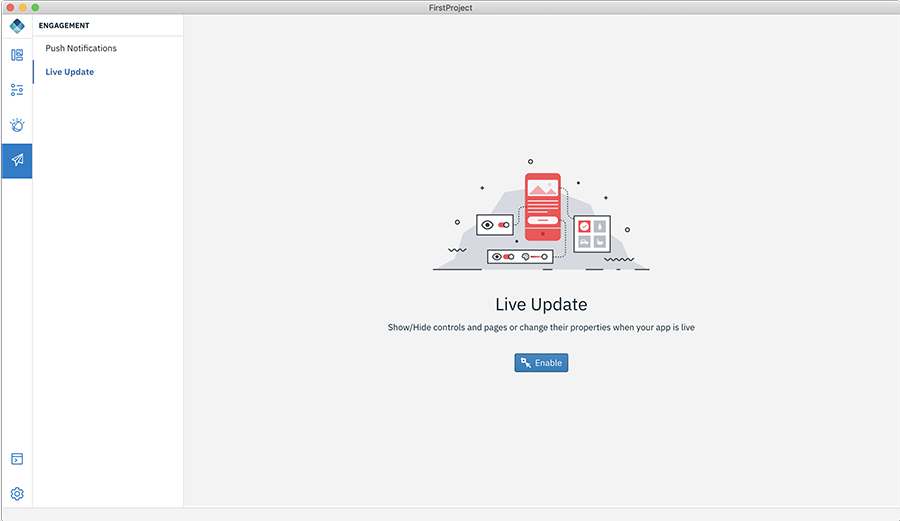 FirstProject
ENGAGEMENT
Push Notifications
Live Update
Live Update
Show/Hide controls and pages or change their properties when your app is live
Enable